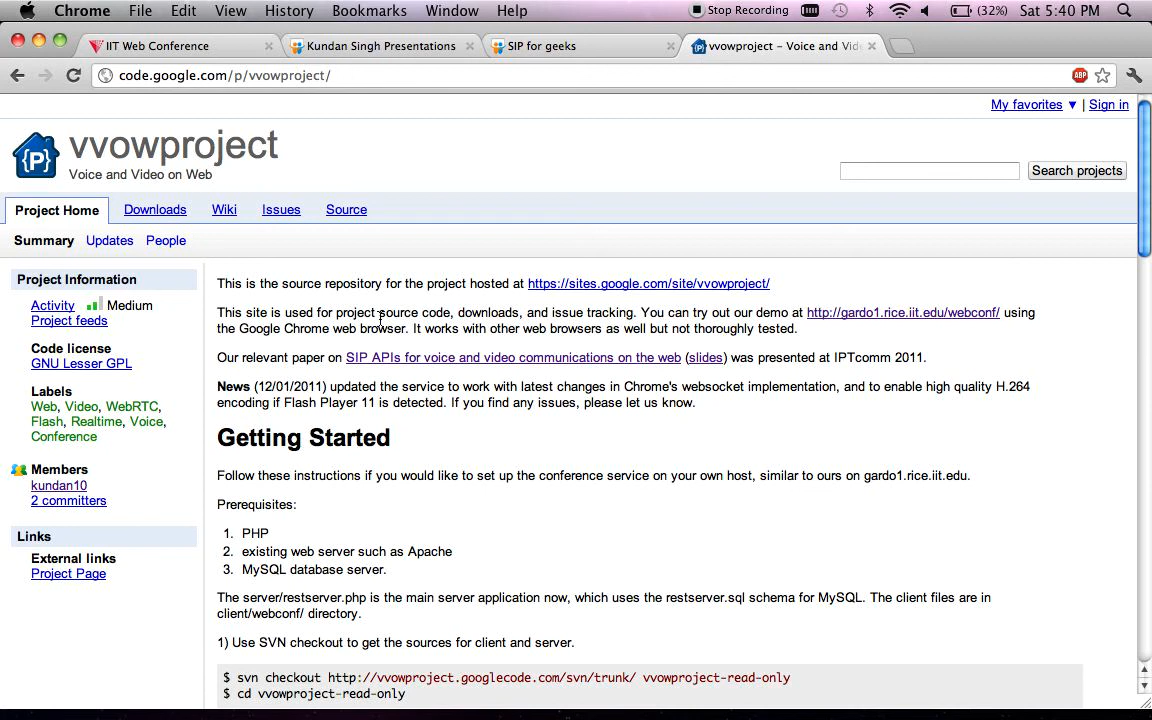 Chrome File Edit View History Bookmarks Window Help Stop Recording (32%) Sat 5:40 PM
IIT Web Conference Kundan Singh Presentations SIP for geeks vvowproject - Voice and Vid
code.google.com/p/vvowproject/ ABP
My favorites ▼ | Sign in
{P} vvowproject
Voice and Video on Web
Search projects
Project Home Downloads Wiki Issues Source
Summary Updates People
Project Information
Activity Medium
Project feeds
Code license
GNU Lesser GPL
Labels
Web, Video, WebRTC,
Flash, Realtime, Voice,
Conference
Members
kundan10
2 committers
Links
External links
Project Page
This is the source repository for the project hosted at https://sites.google.com/site/vvowproject/
This site is used for project source code, downloads, and issue tracking. You can try out our demo at http://gardo1.rice.iit.edu/webconf/ using
the Google Chrome web browser. It works with other web browsers as well but not thoroughly tested.
Our relevant paper on SIP APIs for voice and video communications on the web (slides) was presented at IPTcomm 2011.
News (12/01/2011) updated the service to work with latest changes in Chrome's websocket implementation, and to enable high quality H.264
encoding if Flash Player 11 is detected. If you find any issues, please let us know.
Getting Started
Follow these instructions if you would like to set up the conference service on your own host, similar to ours on gardo1.rice.iit.edu.
Prerequisites:
1. PHP
2. existing web server such as Apache
3. MySQL database server.
The server/restserver.php is the main server application now, which uses the restserver.sql schema for MySQL. The client files are in
client/webconf/ directory.
1) Use SVN checkout to get the sources for client and server.
$ svn checkout http://vvowproject.googlecode.com/svn/trunk/ vvowproject-read-only
$ cd vvowproject-read-only